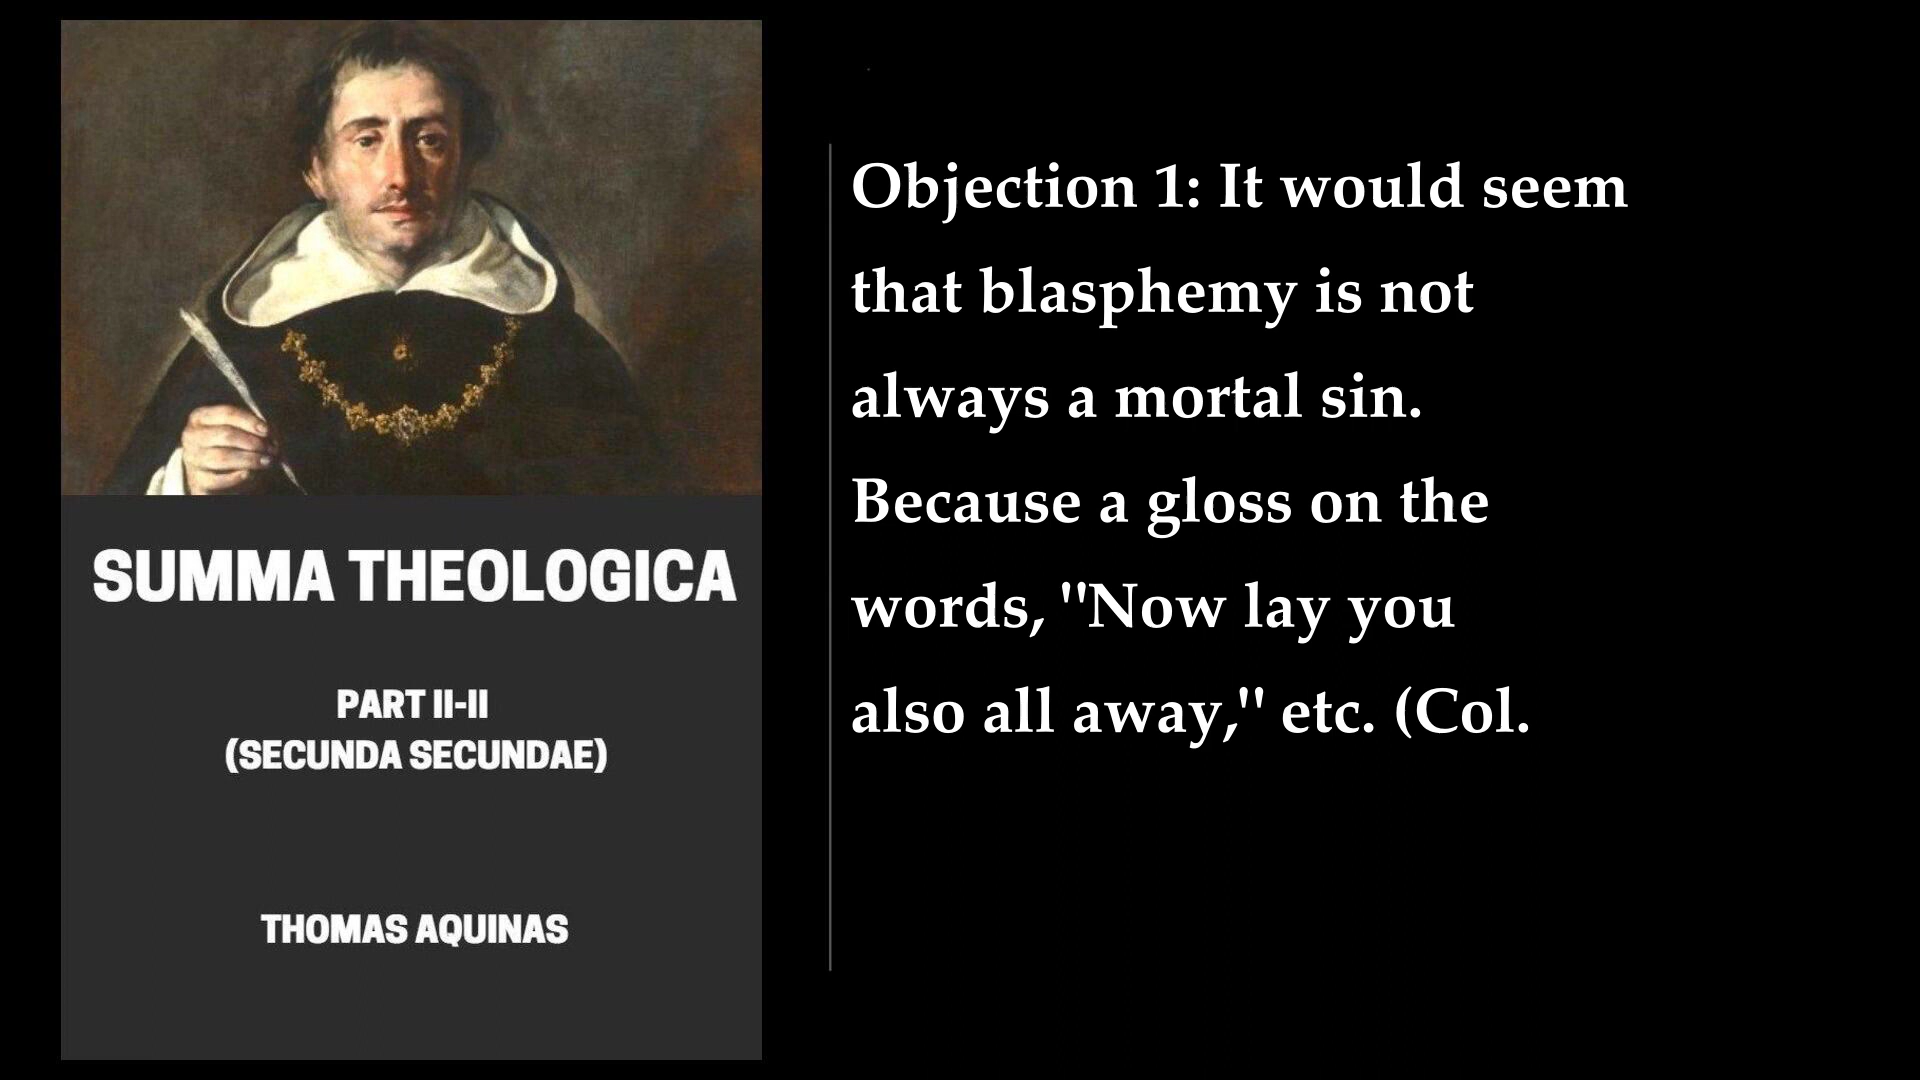 SUMMA THEOLOGICA
PART II-II
(SECUNDA SECUNDAE)
THOMAS AQUINAS
Objection 1: It would seem
that blasphemy is not
always a mortal sin.
Because a gloss on the
words, "Now lay you
also all away," etc. (Col.